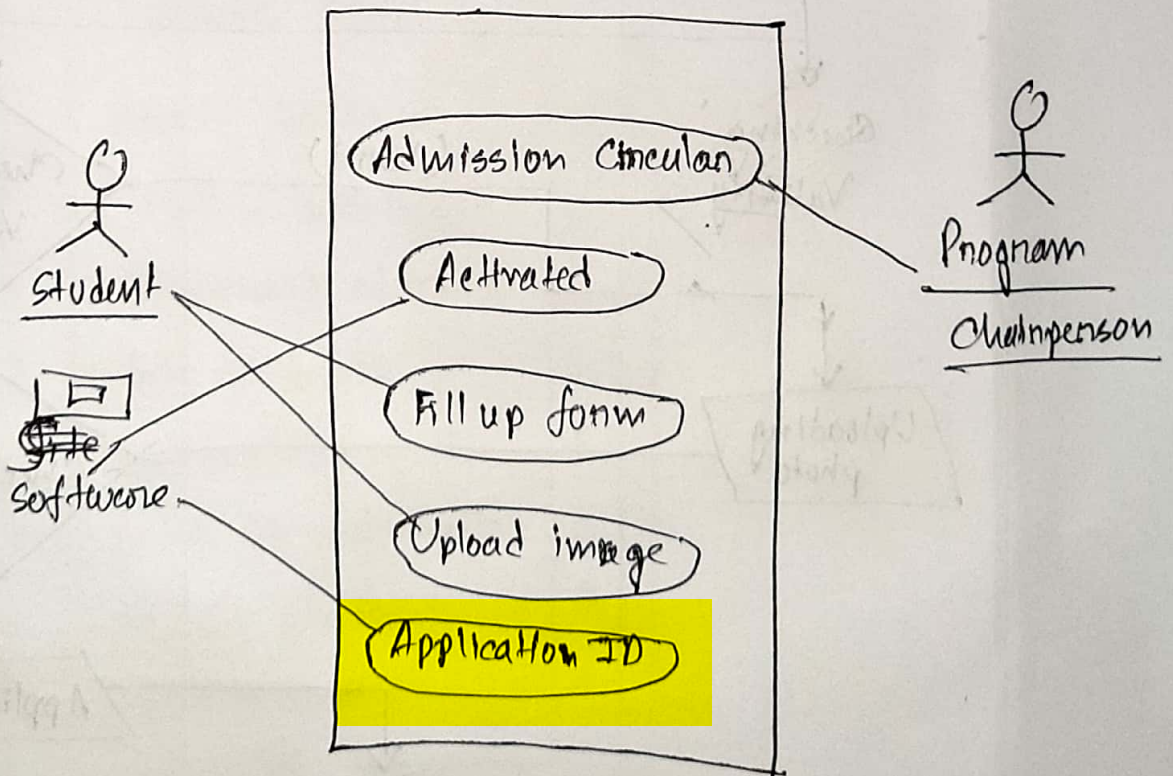 Admission Circular
Program
Chairperson
Student
Activated
Fill up form
Software
Upload image
Application ID